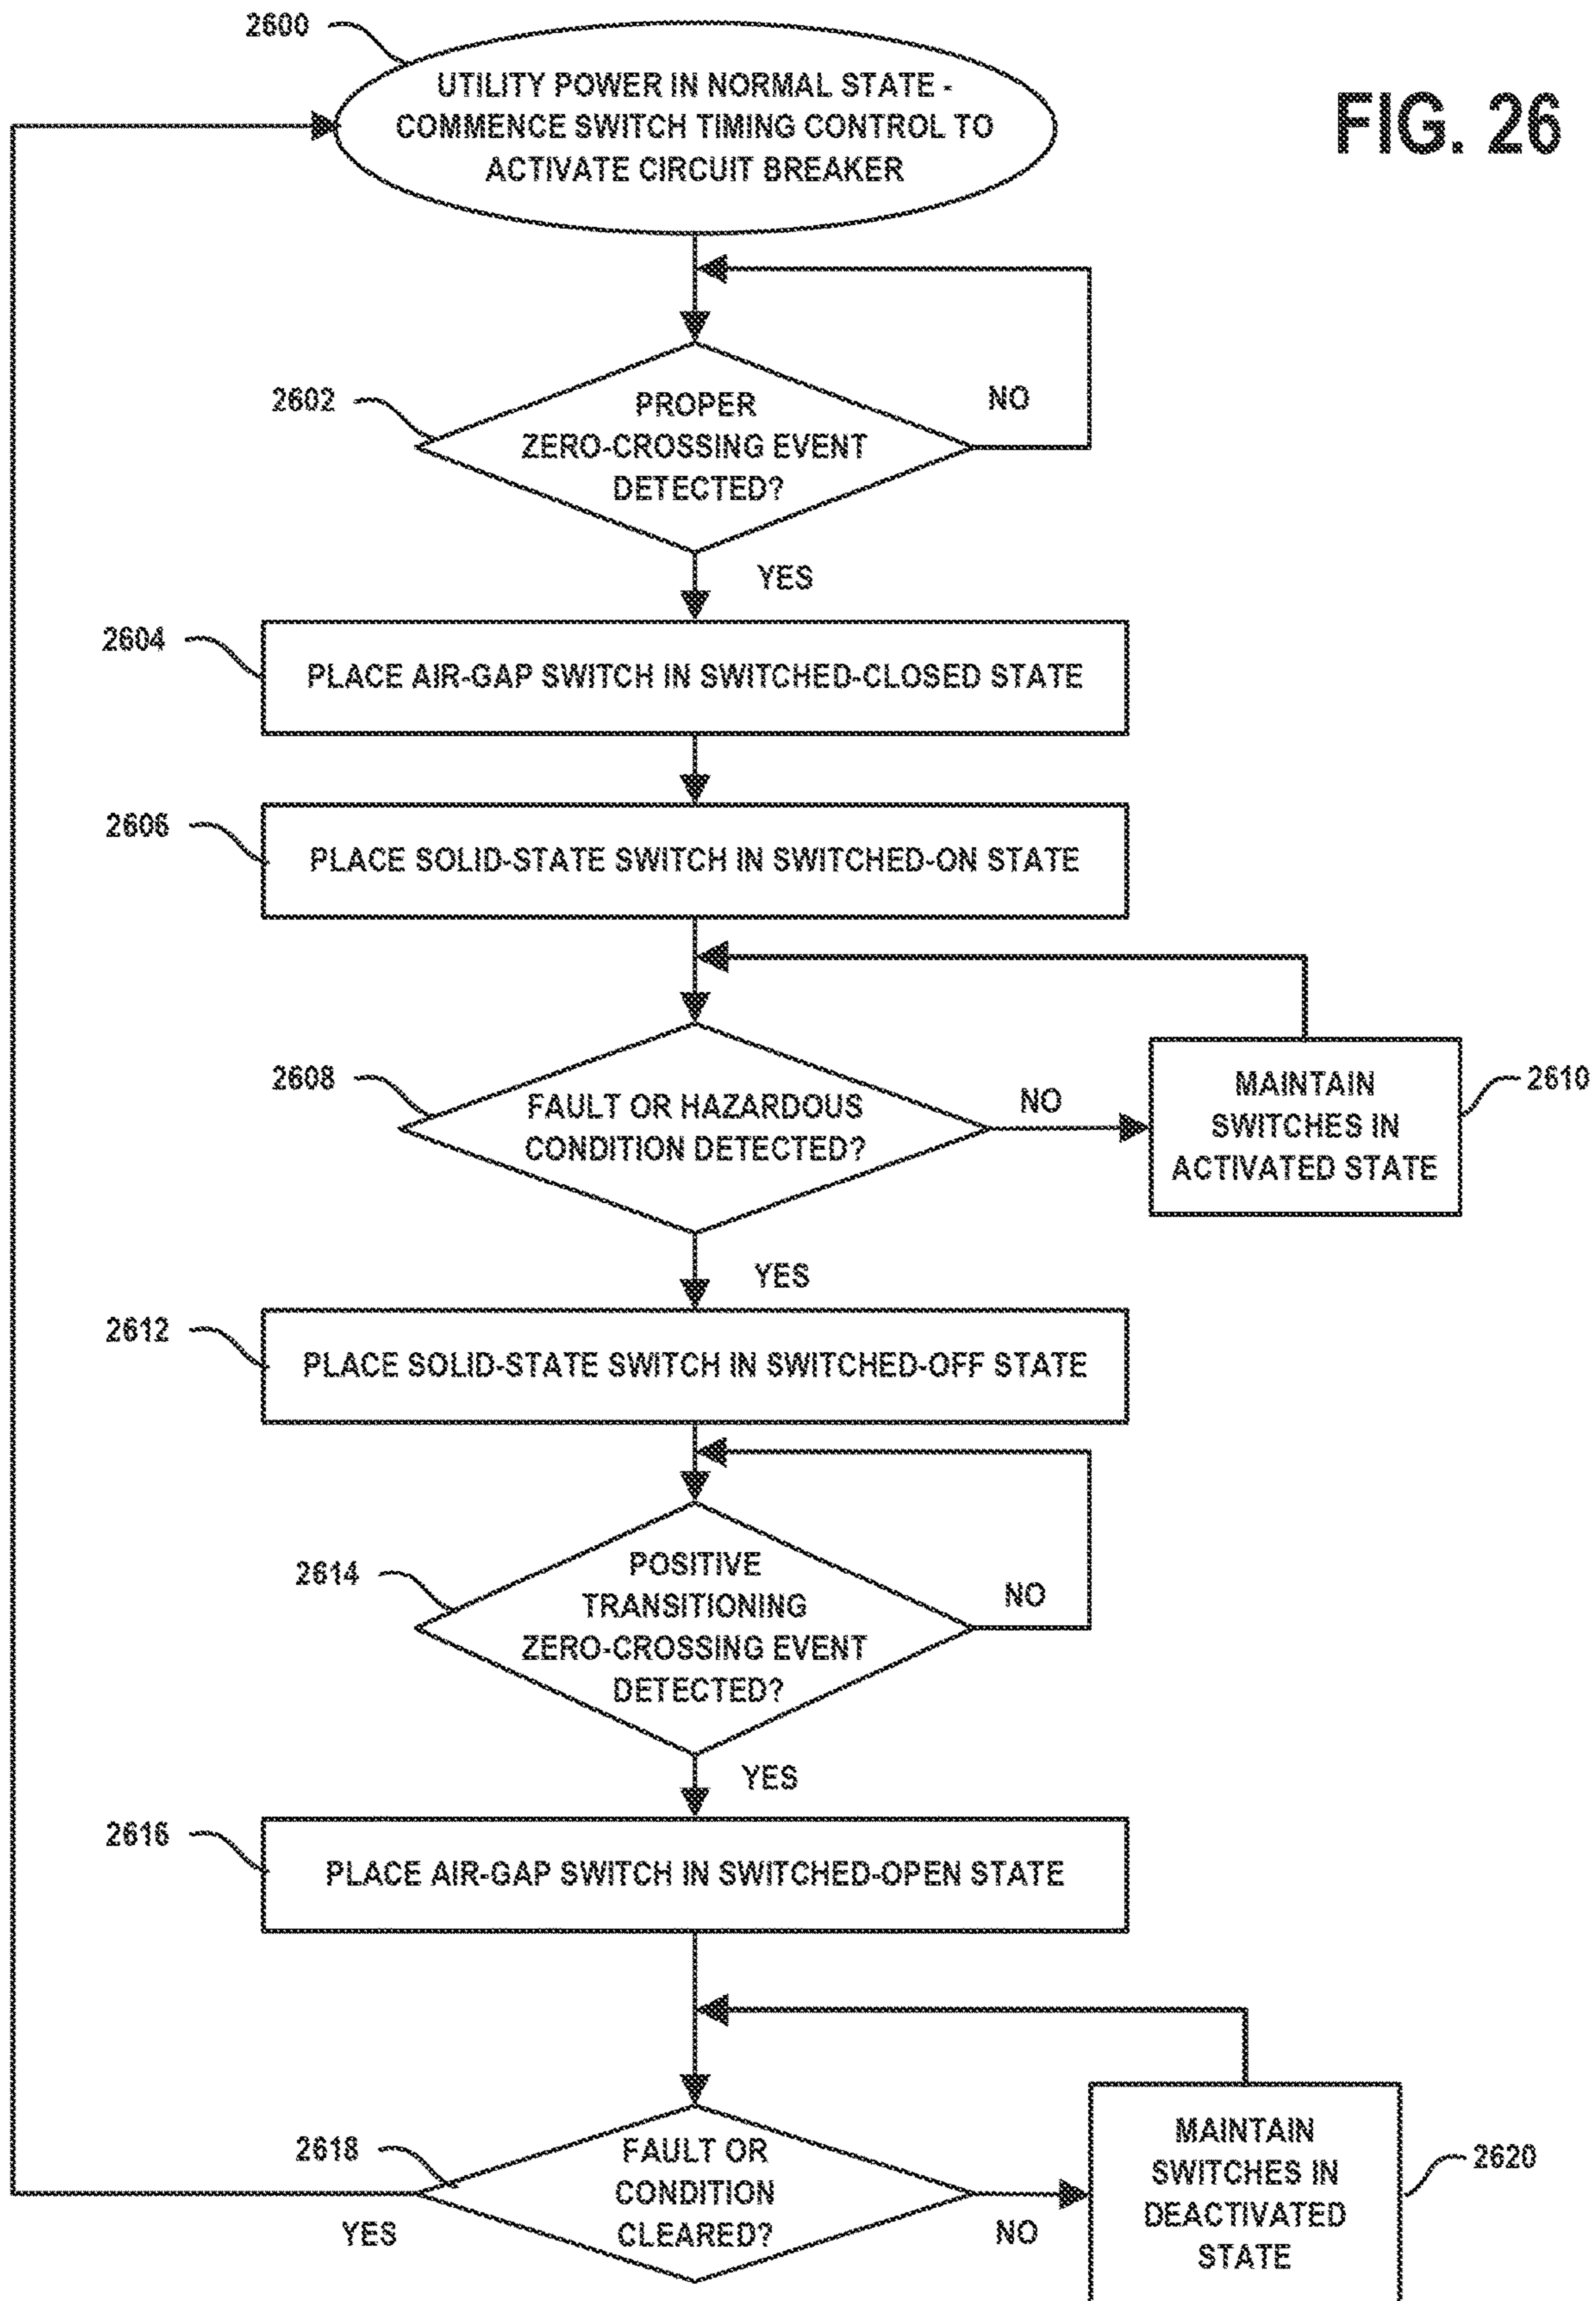 2600
UTILITY POWER IN NORMAL STATE -
COMMENCE SWITCH TIMING CONTROL TO
ACTIVATE CIRCUIT BREAKER
FIG. 26
2602
PROPER
ZERO-CROSSING EVENT
DETECTED?
NO
YES
2604
PLACE AIR-GAP SWITCH IN SWITCHED-CLOSED STATE
2606
PLACE SOLID-STATE SWITCH IN SWITCHED-ON STATE
2608
FAULT OR HAZARDOUS
CONDITION DETECTED?
NO
MAINTAIN
SWITCHES IN
ACTIVATED STATE
2610
YES
2612
PLACE SOLID-STATE SWITCH IN SWITCHED-OFF STATE
2614
POSITIVE
TRANSITIONING
ZERO-CROSSING EVENT
DETECTED?
NO
YES
2616
PLACE AIR-GAP SWITCH IN SWITCHED-OPEN STATE
2618
FAULT OR
CONDITION
CLEARED?
YES
NO
MAINTAIN
SWITCHES IN
DEACTIVATED
STATE
2620